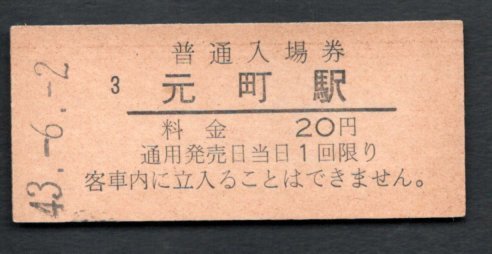 普通入場券
3 元町駅
料金 20円
通用発売日当日1回限り
客車内に立入ることはできません。
43.-6.-2